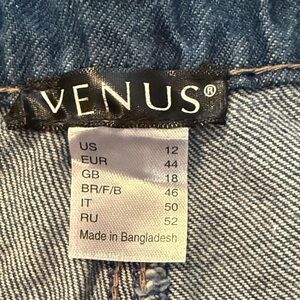 VENUS®
US 12
EUR 44
GB 18
BR/F/B 46
IT 50
RU 52
Made in Bangladesh